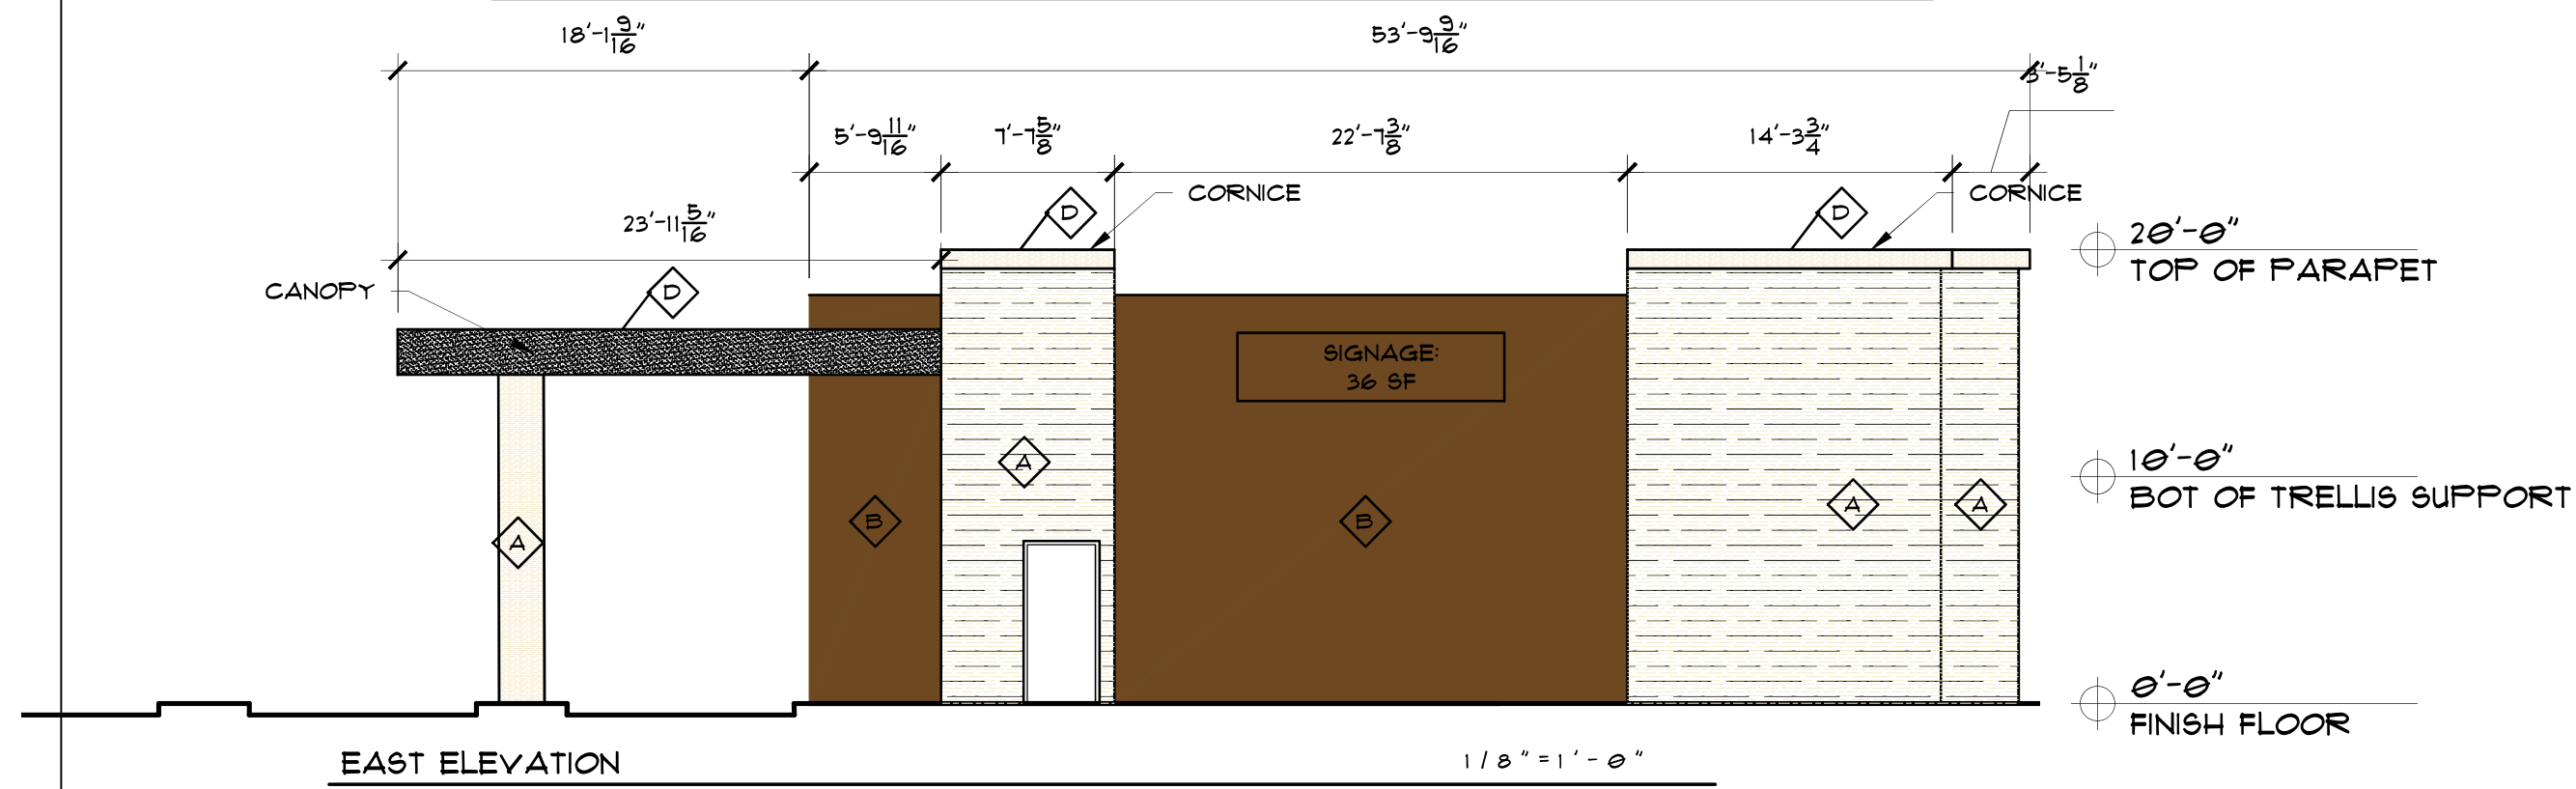 18'-1 9/16"
53'-9 9/16"
3'-5 1/8"
5'-9 11/16"
7'-7 5/8"
22'-7 3/8"
14'-3 3/4"
CORNICE
CORNICE
23'-11 5/16"
D
D
20'-0"
TOP OF PARAPET
CANOPY
D
SIGNAGE:
36 SF
10'-0"
BOT OF TRELLIS SUPPORT
A
A
A
B
B
A
0'-0"
FINISH FLOOR
EAST ELEVATION
1/8"=1'-0"